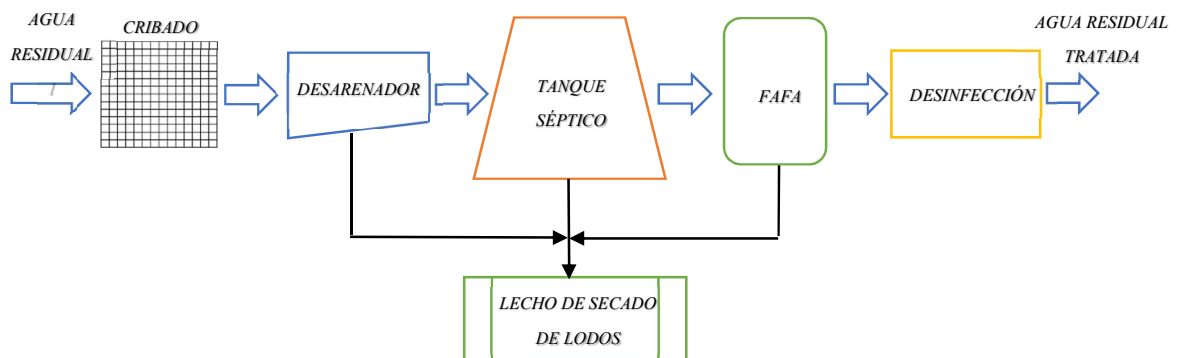 AGUA
RESIDUAL
CRIBADO
DESARENADOR
TANQUE
SÉPTICO
FAFA
DESINFECCIÓN
AGUA RESIDUAL
TRATADA
LECHO DE SECADO
DE LODOS